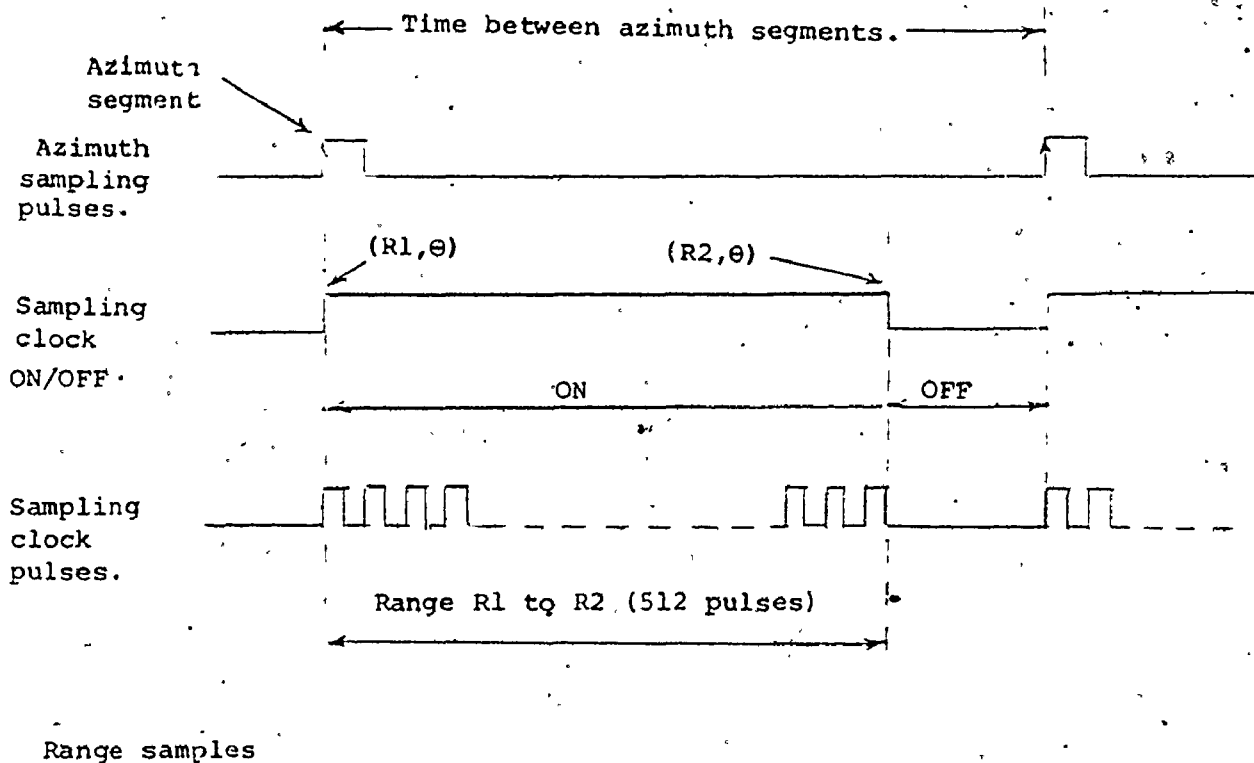 Time between azimuth segments.
Azimuth
segment
Azimuth
sampling
pulses.
(R1,θ)
(R2,θ)
Sampling
clock
ON/OFF
ON
OFF
Sampling
clock
pulses.
Range R1 to R2 (512 pulses)
Range samples